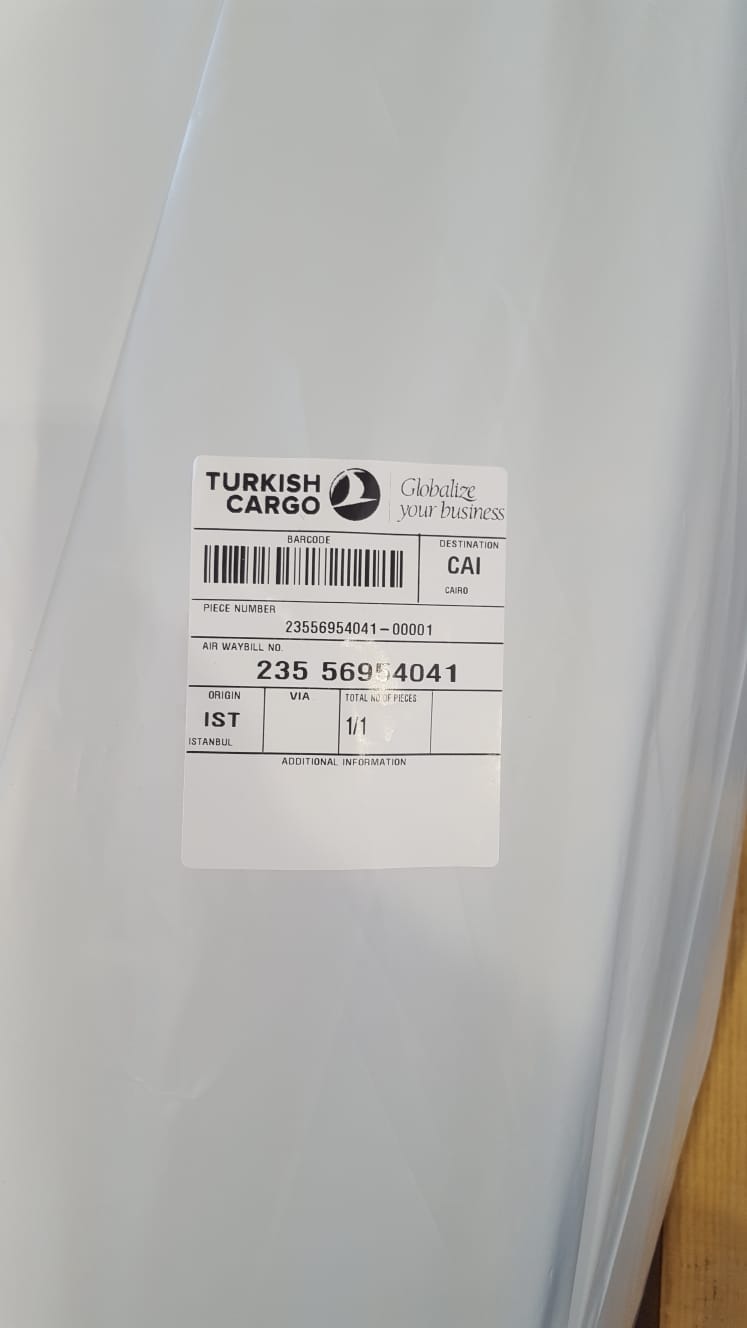 TURKISH
CARGO
Globalize
your business
BARCODE
DESTINATION
CAI
CAIRO
PIECE NUMBER
23556954041-00001
AIR WAYBILL NO.
235 56954041
ORIGIN
IST
ISTANBUL
VIA
TOTAL NO OF PIECES
1/1
ADDITIONAL INFORMATION